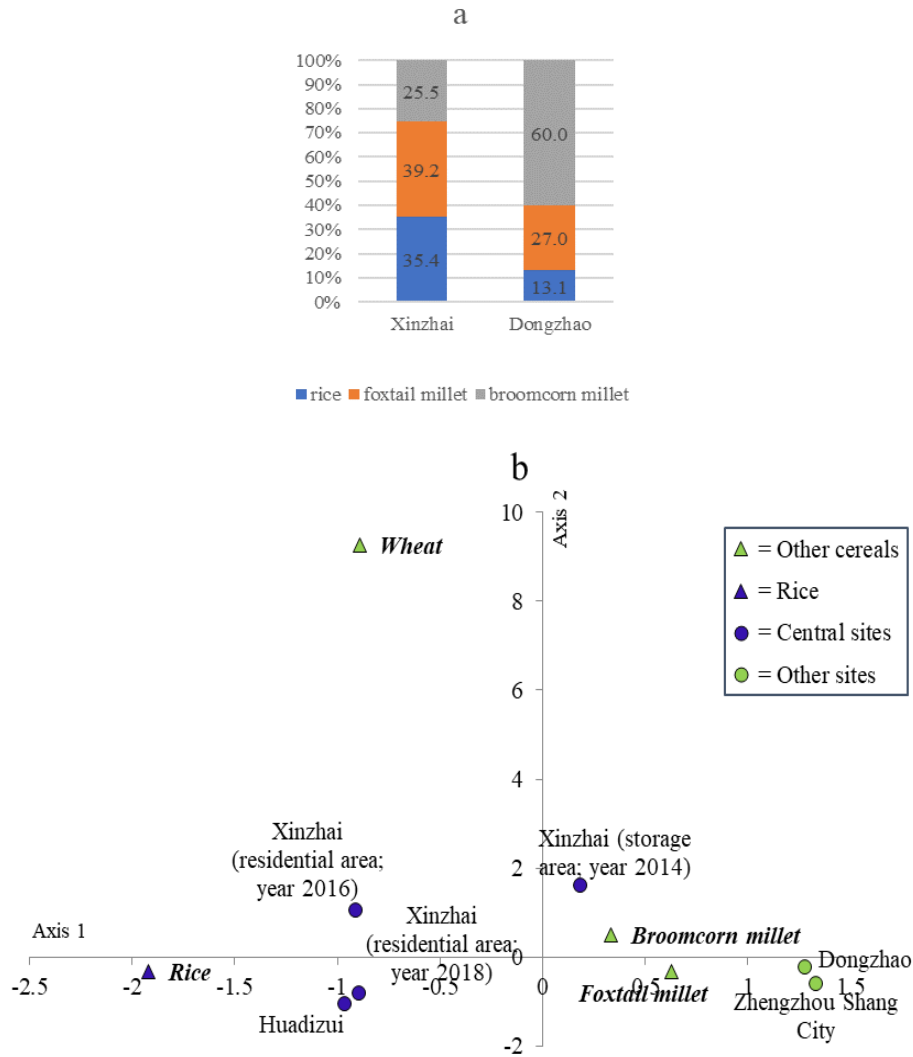 a
100%
90%
80%
70%
60%
50%
40%
30%
20%
10%
0%
25.5
39.2
35.4
60.0
27.0
13.1
Xinzhai Dongzhao
rice foxtail millet broomcorn millet
b
Axis 2
10
8
6
4
2
0
-2
Wheat
= Other cereals
= Rice
= Central sites
= Other sites
Xinzhai
(residential area;
year 2016)
Xinzhai (storage
area; year 2014)
Xinzhai
(residential area;
year 2018)
Axis 1
Rice
Broomcorn millet
Foxtail millet
Dongzhao
Zhengzhou Shang
City
Huadizui
-2.5 -2 -1.5 -1 -0.5 0 0.5 1 1.5